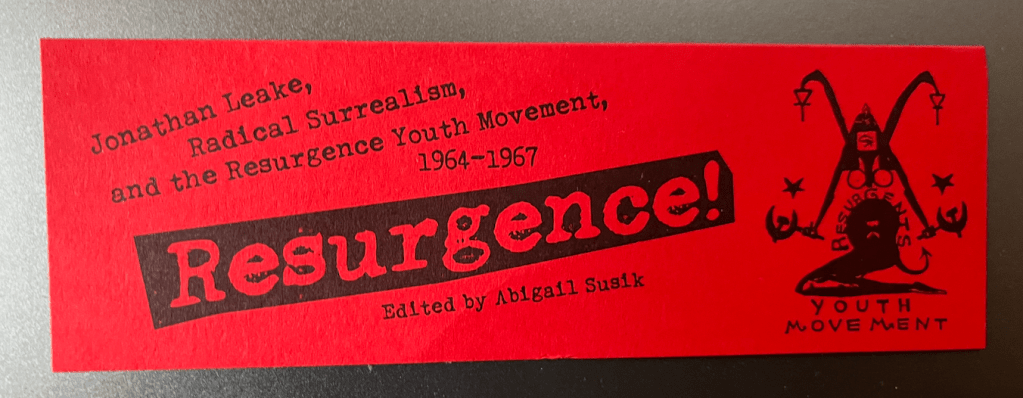 Jonathan Leake,
Radical Surrealism,
and the Resurgence Youth Movement,
1964–1967
Resurgence!
Edited by Abigail Susik
RESURGENTS
YOUTH
MOVEMENT